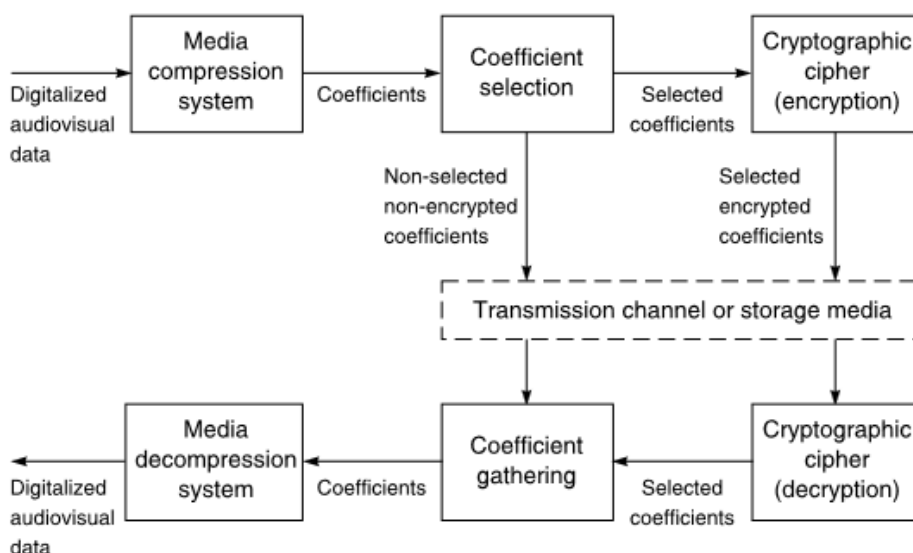 Media
compression
system
Coefficient
selection
Cryptographic
cipher
(encryption)
Digitalized
audiovisual
data
Coefficients
Selected
coefficients
Non-selected
non-encrypted
coefficients
Selected
encrypted
coefficients
Transmission channel or storage media
Media
decompression
system
Coefficient
gathering
Cryptographic
cipher
(decryption)
Digitalized
audiovisual
data
Coefficients
Selected
coefficients